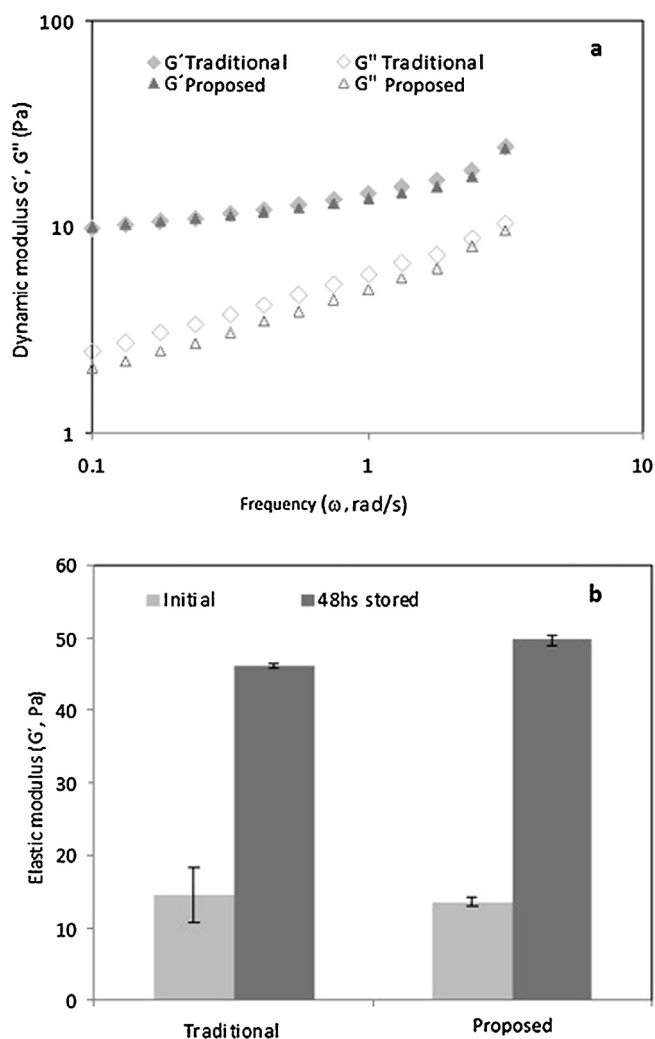 100
a
G´ Traditional G" Traditional
G´ Proposed G" Proposed
Dynamic modulus G´, G" (Pa)
10
1
0.1 1 10
Frequency (ω, rad/s)
60
b
Initial 48hs stored
50
40
Elastic modulus (G´, Pa)
30
20
10
0
Traditional Proposed